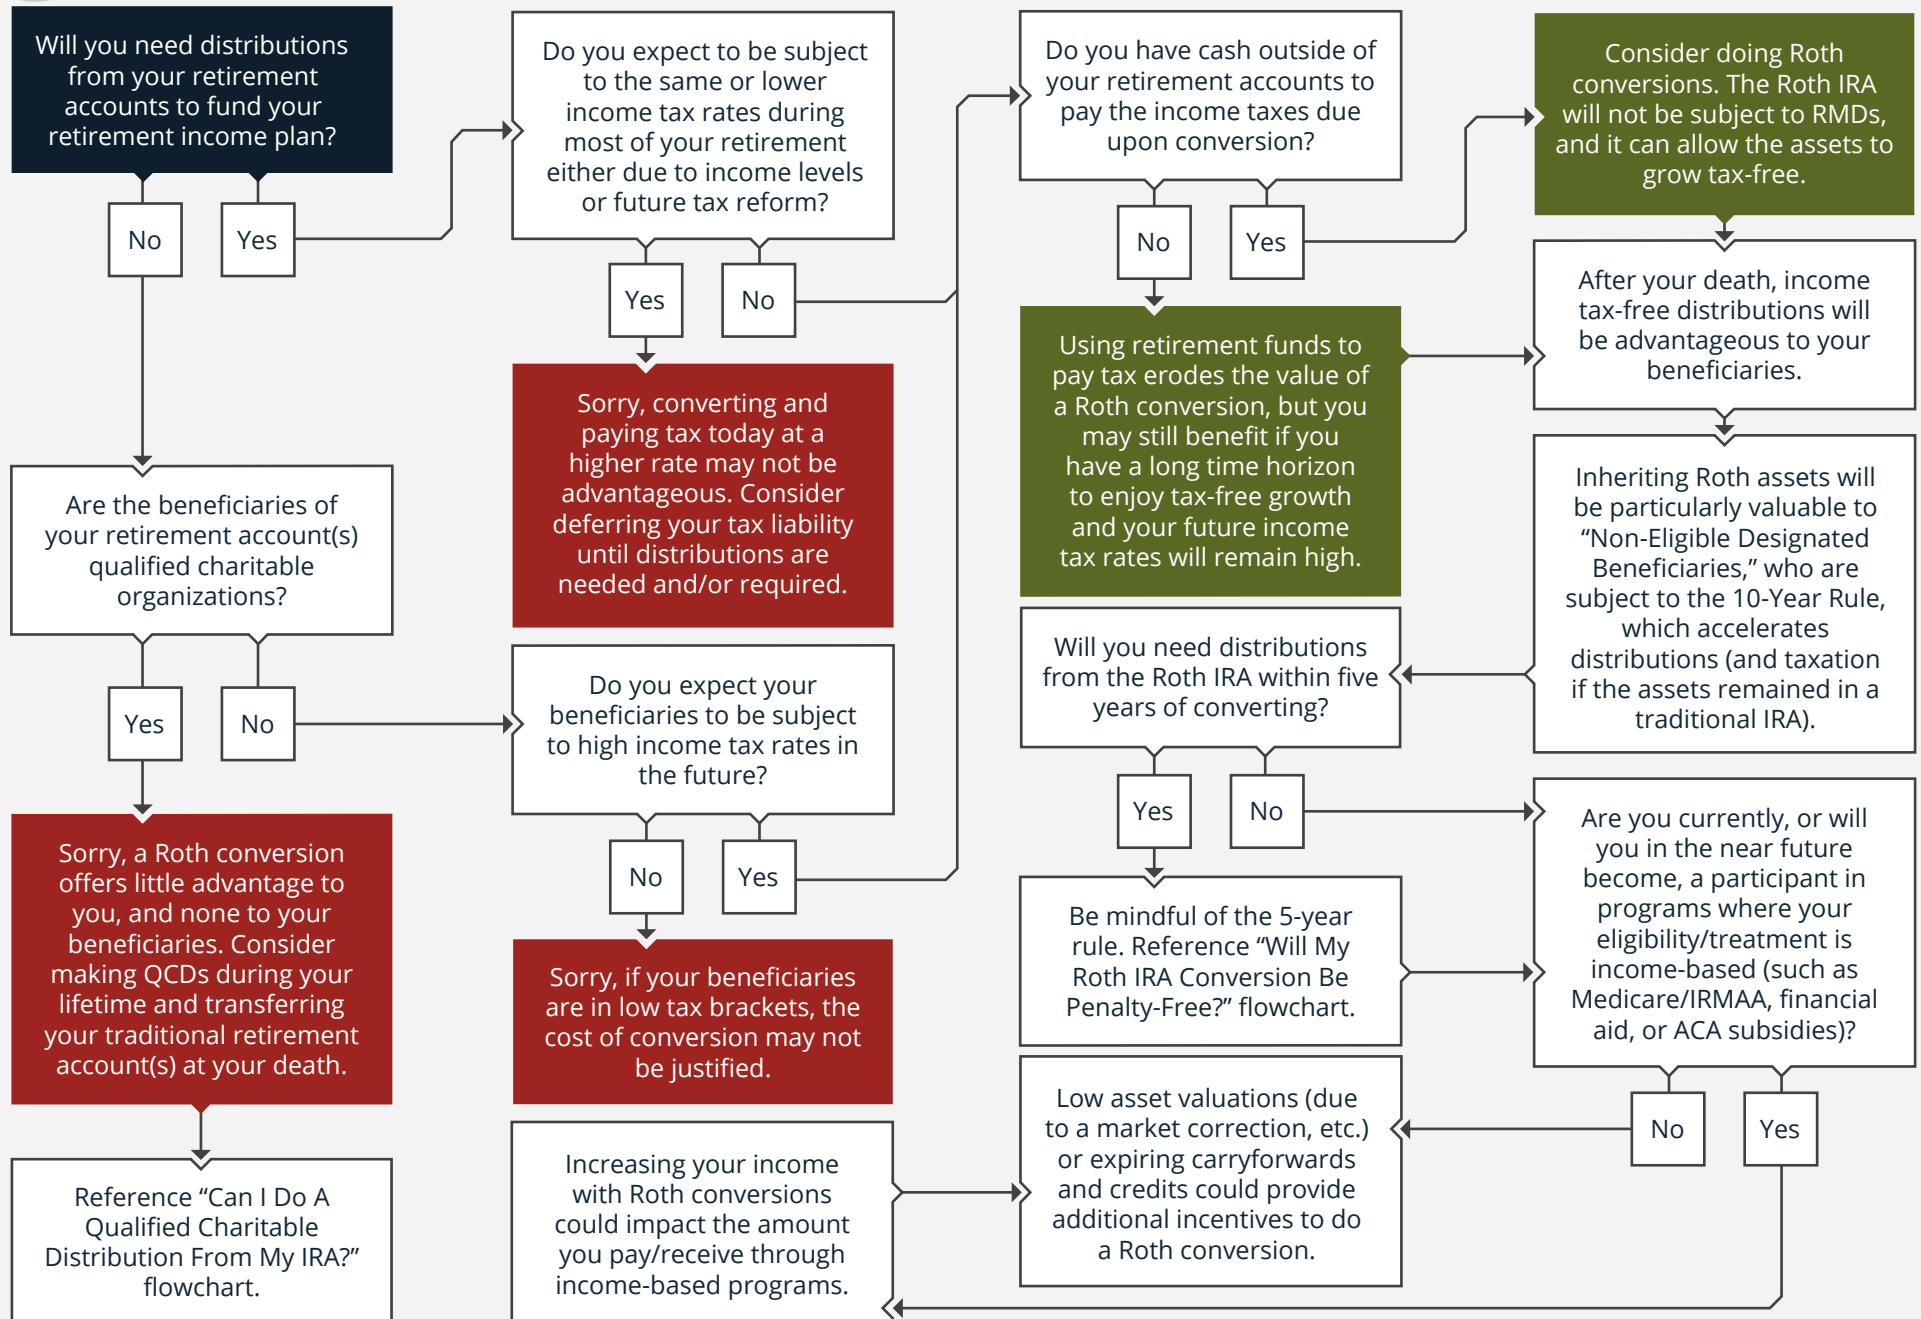 Will you need distributions
from your retirement
accounts to fund your
retirement income plan?
No
Yes
Are the beneficiaries of
your retirement account(s)
qualified charitable
organizations?
Yes
No
Sorry, a Roth conversion
offers little advantage to
you, and none to your
beneficiaries. Consider
making QCDs during your
lifetime and transferring
your traditional retirement
account(s) at your death.
Reference “Can I Do A
Qualified Charitable
Distribution From My IRA?”
flowchart.
Do you expect to be subject
to the same or lower
income tax rates during
most of your retirement
either due to income levels
or future tax reform?
Yes
No
Sorry, converting and
paying tax today at a
higher rate may not be
advantageous. Consider
deferring your tax liability
until distributions are
needed and/or required.
Do you expect your
beneficiaries to be subject
to high income tax rates in
the future?
No
Yes
Sorry, if your beneficiaries
are in low tax brackets, the
cost of conversion may not
be justified.
Increasing your income
with Roth conversions
could impact the amount
you pay/receive through
income-based programs.
Do you have cash outside of
your retirement accounts to
pay the income taxes due
upon conversion?
No
Yes
Using retirement funds to
pay tax erodes the value of
a Roth conversion, but you
may still benefit if you
have a long time horizon
to enjoy tax-free growth
and your future income
tax rates will remain high.
Will you need distributions
from the Roth IRA within five
years of converting?
Yes
No
Be mindful of the 5-year
rule. Reference “Will My
Roth IRA Conversion Be
Penalty-Free?” flowchart.
Low asset valuations (due
to a market correction, etc.)
or expiring carryforwards
and credits could provide
additional incentives to do
a Roth conversion.
Consider doing Roth
conversions. The Roth IRA
will not be subject to RMDs,
and it can allow the assets to
grow tax-free.
After your death, income
tax-free distributions will
be advantageous to your
beneficiaries.
Inheriting Roth assets will
be particularly valuable to
“Non-Eligible Designated
Beneficiaries,” who are
subject to the 10-Year Rule,
which accelerates
distributions (and taxation
if the assets remained in a
traditional IRA).
Are you currently, or will
you in the near future
become, a participant in
programs where your
eligibility/treatment is
income-based (such as
Medicare/IRMAA, financial
aid, or ACA subsidies)?
No
Yes